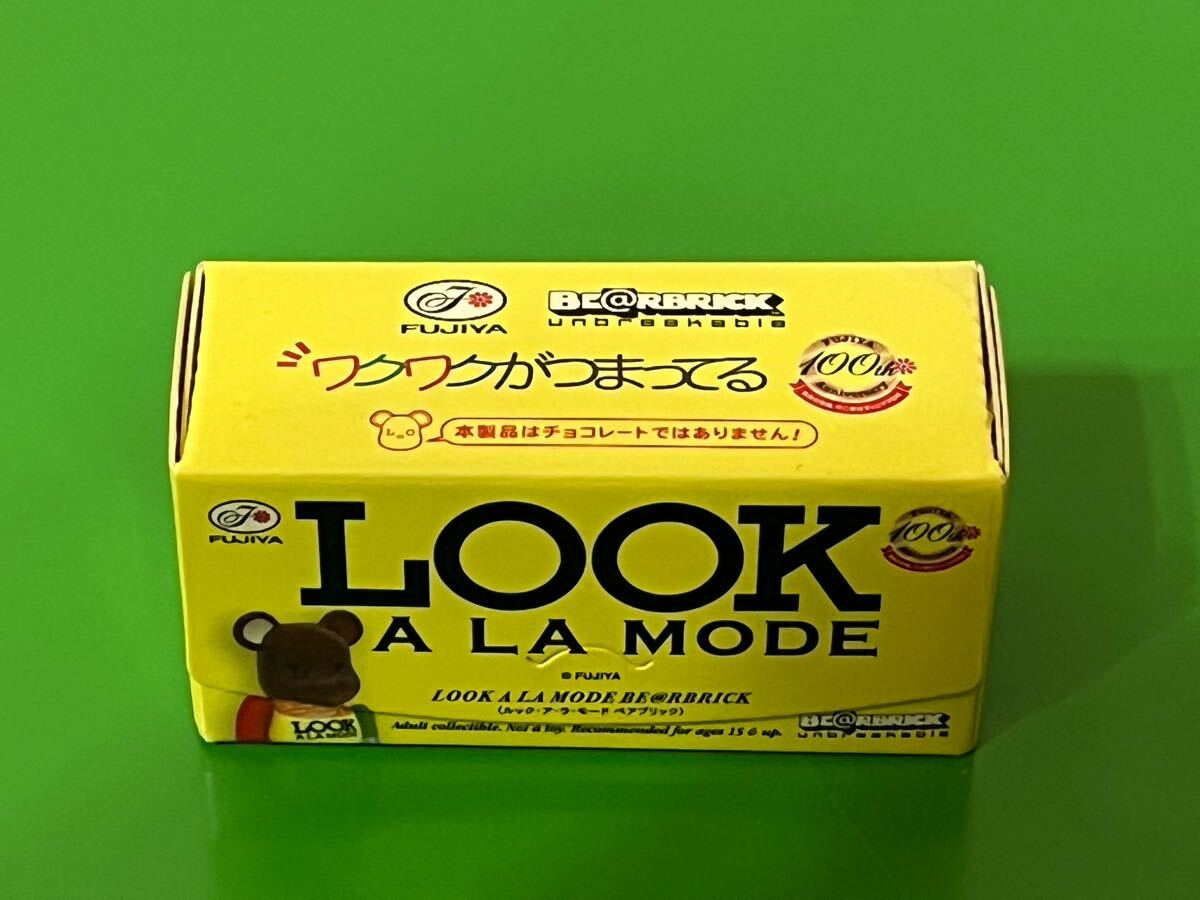 FUJIYA
BE@RBRICK
TM
unbreakable
ワクワクがつまってる
FUJIYA
100th
Anniversary
L.O
本製品はチョコレートではありません!
FUJIYA
LOOK
A LA MODE
FUJIYA
100th
© FUJIYA
LOOK A LA MODE BE@RBRICK
(ルック・ア・ラ・モード ベアブリック)
LOOK
A LA MODE
Adult collectible. Not a toy. Recommended for ages 15 & up.
BE@RBRICK
unbreakable